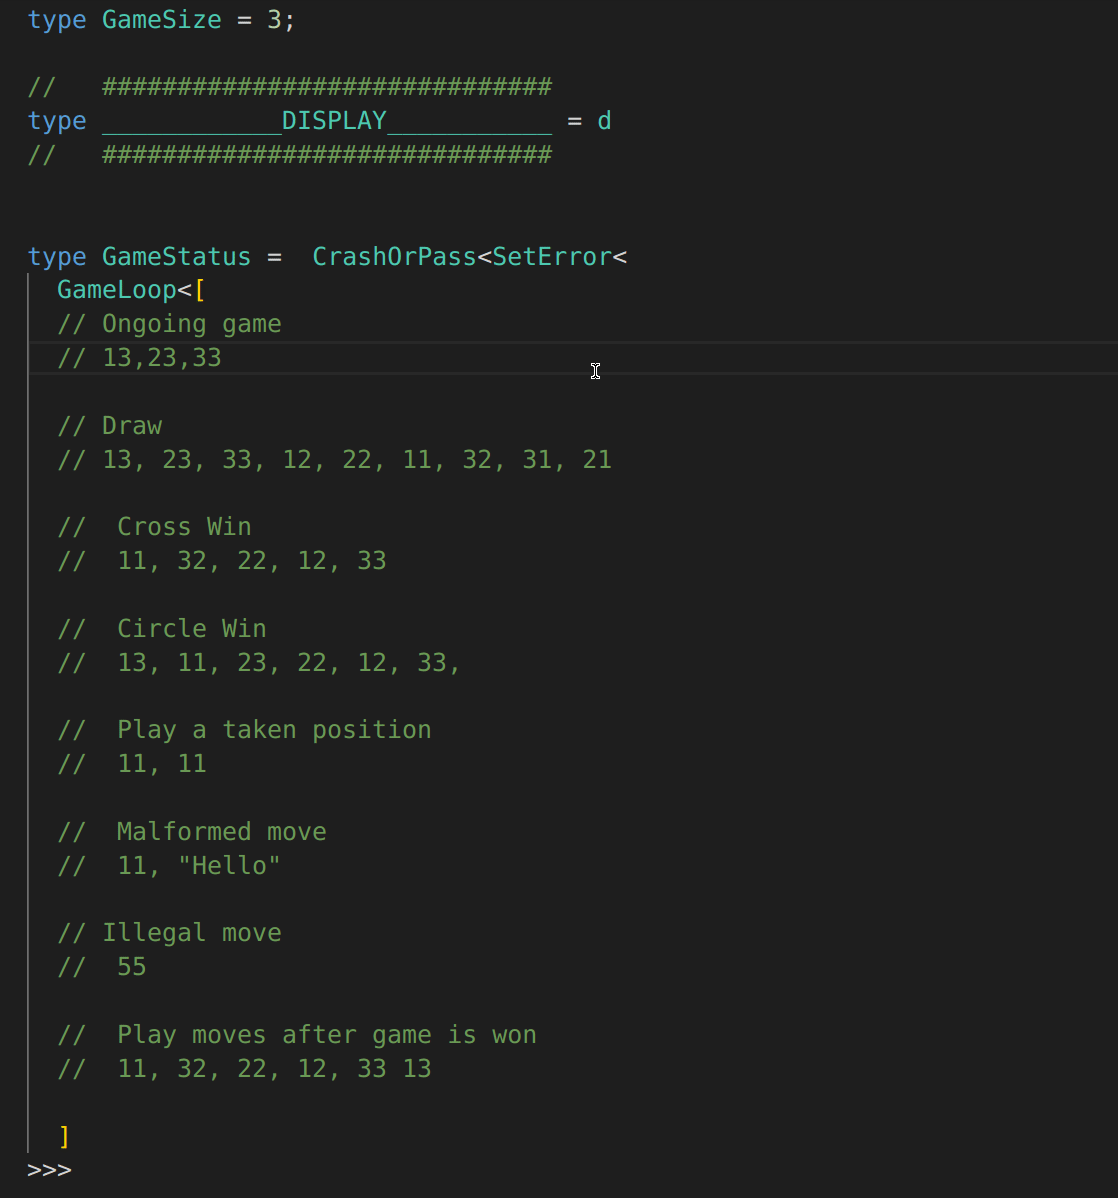 type GameSize = 3;
//   ##############################
type ____________DISPLAY___________ = d
//   ##############################
type GameStatus =  CrashOrPass<SetError<
GameLoop<[
// Ongoing game
// 13,23,33
// Draw
// 13, 23, 33, 12, 22, 11, 32, 31, 21
//  Cross Win
//  11, 32, 22, 12, 33
//  Circle Win
//  13, 11, 23, 22, 12, 33,
//  Play a taken position
//  11, 11
//  Malformed move
//  11, "Hello"
// Illegal move
//  55
//  Play moves after game is won
//  11, 32, 22, 12, 33 13
]
>>>